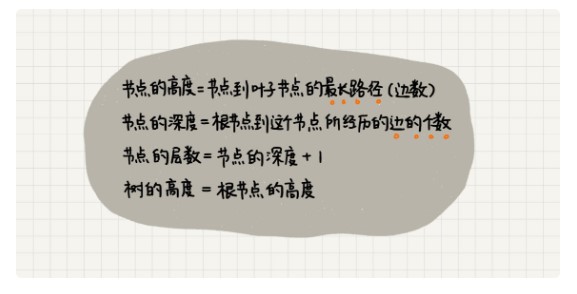 节点的高度=节点到叶子节点的最长路径(边数)
节点的深度=根节点到这个节点所经历的边的个数
节点的层数=节点的深度+1
树的高度=根节点的高度